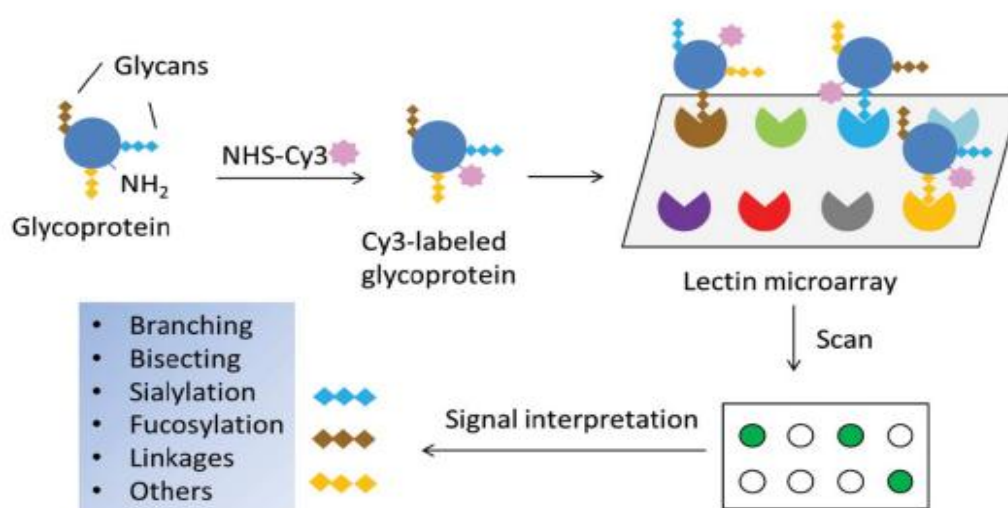 Glycans
NH2
Glycoprotein
NHS-Cy3
Cy3-labeled
glycoprotein
Lectin microarray
Scan
Signal interpretation
• Branching
• Bisecting
• Sialylation
• Fucosylation
• Linkages
• Others